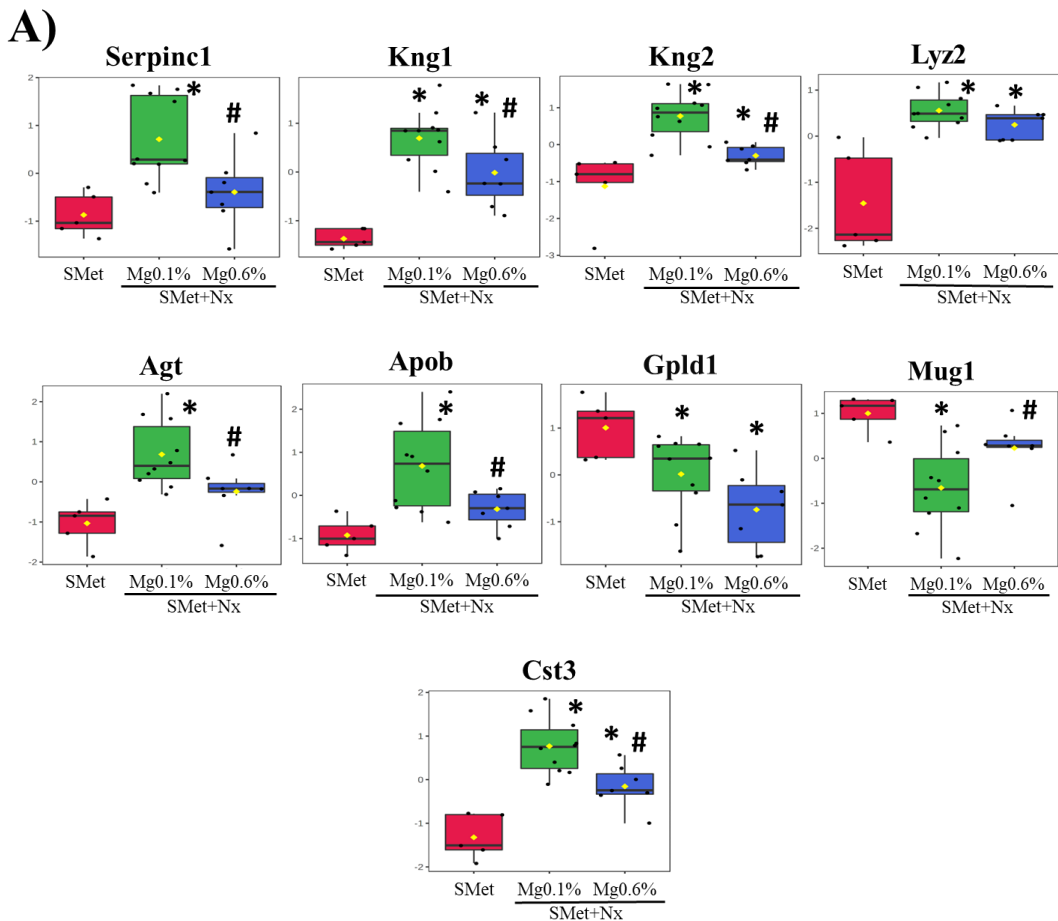 A)
Serpinc1
Kng1
Kng2
Lyz2
2
1
0
-1
*
#
1
0
-1
*
* #
2
1
0
-1
-2
-3
*
* #
1
0
-1
-2
*
*
SMet Mg0.1% Mg0.6%
SMet+Nx
SMet Mg0.1% Mg0.6%
SMet+Nx
SMet Mg0.1% Mg0.6%
SMet+Nx
SMet Mg0.1% Mg0.6%
SMet+Nx
Agt
Apob
Gpld1
Mug1
2
1
0
-1
-2
*
#
2
1
0
-1
*
#
1
0
-1
*
*
1
0
-1
-2
*
#
SMet Mg0.1% Mg0.6%
SMet+Nx
SMet Mg0.1% Mg0.6%
SMet+Nx
SMet Mg0.1% Mg0.6%
SMet+Nx
SMet Mg0.1% Mg0.6%
SMet+Nx
Cst3
2
1
0
-1
-2
*
* #
SMet Mg0.1% Mg0.6%
SMet+Nx